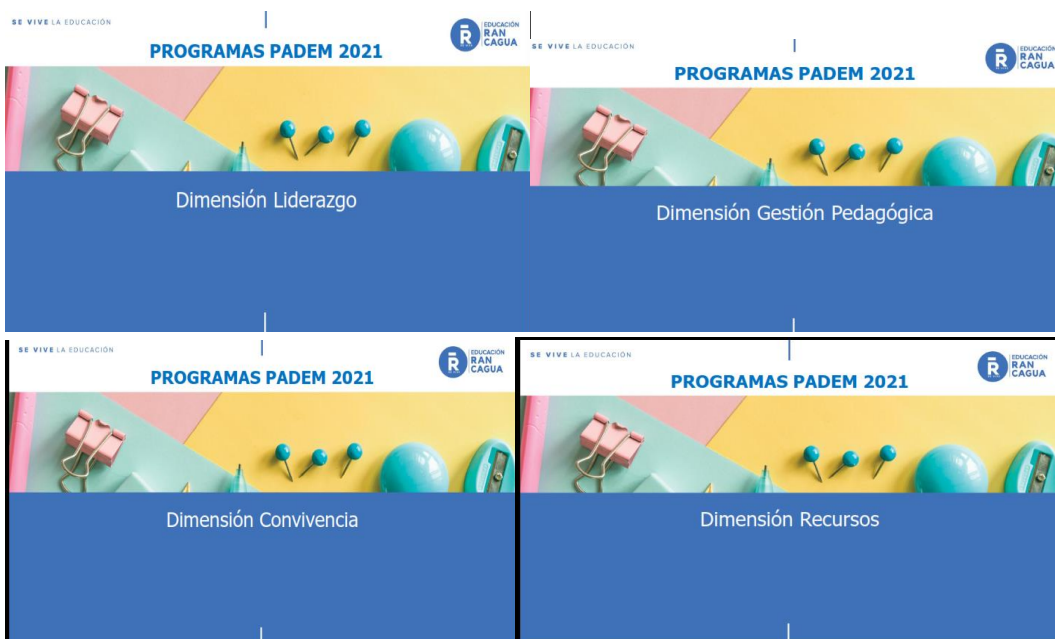 SE VIVE LA EDUCACIÓN
EDUCACIÓN
RAN
CAGUA
R
PROGRAMAS PADEM 2021
Dimensión Liderazgo
SE VIVE LA EDUCACIÓN
EDUCACIÓN
RAN
CAGUA
R
PROGRAMAS PADEM 2021
Dimensión Gestión Pedagógica
SE VIVE LA EDUCACIÓN
EDUCACIÓN
RAN
CAGUA
R
PROGRAMAS PADEM 2021
Dimensión Convivencia
SE VIVE LA EDUCACIÓN
EDUCACIÓN
RAN
CAGUA
R
PROGRAMAS PADEM 2021
Dimensión Recursos